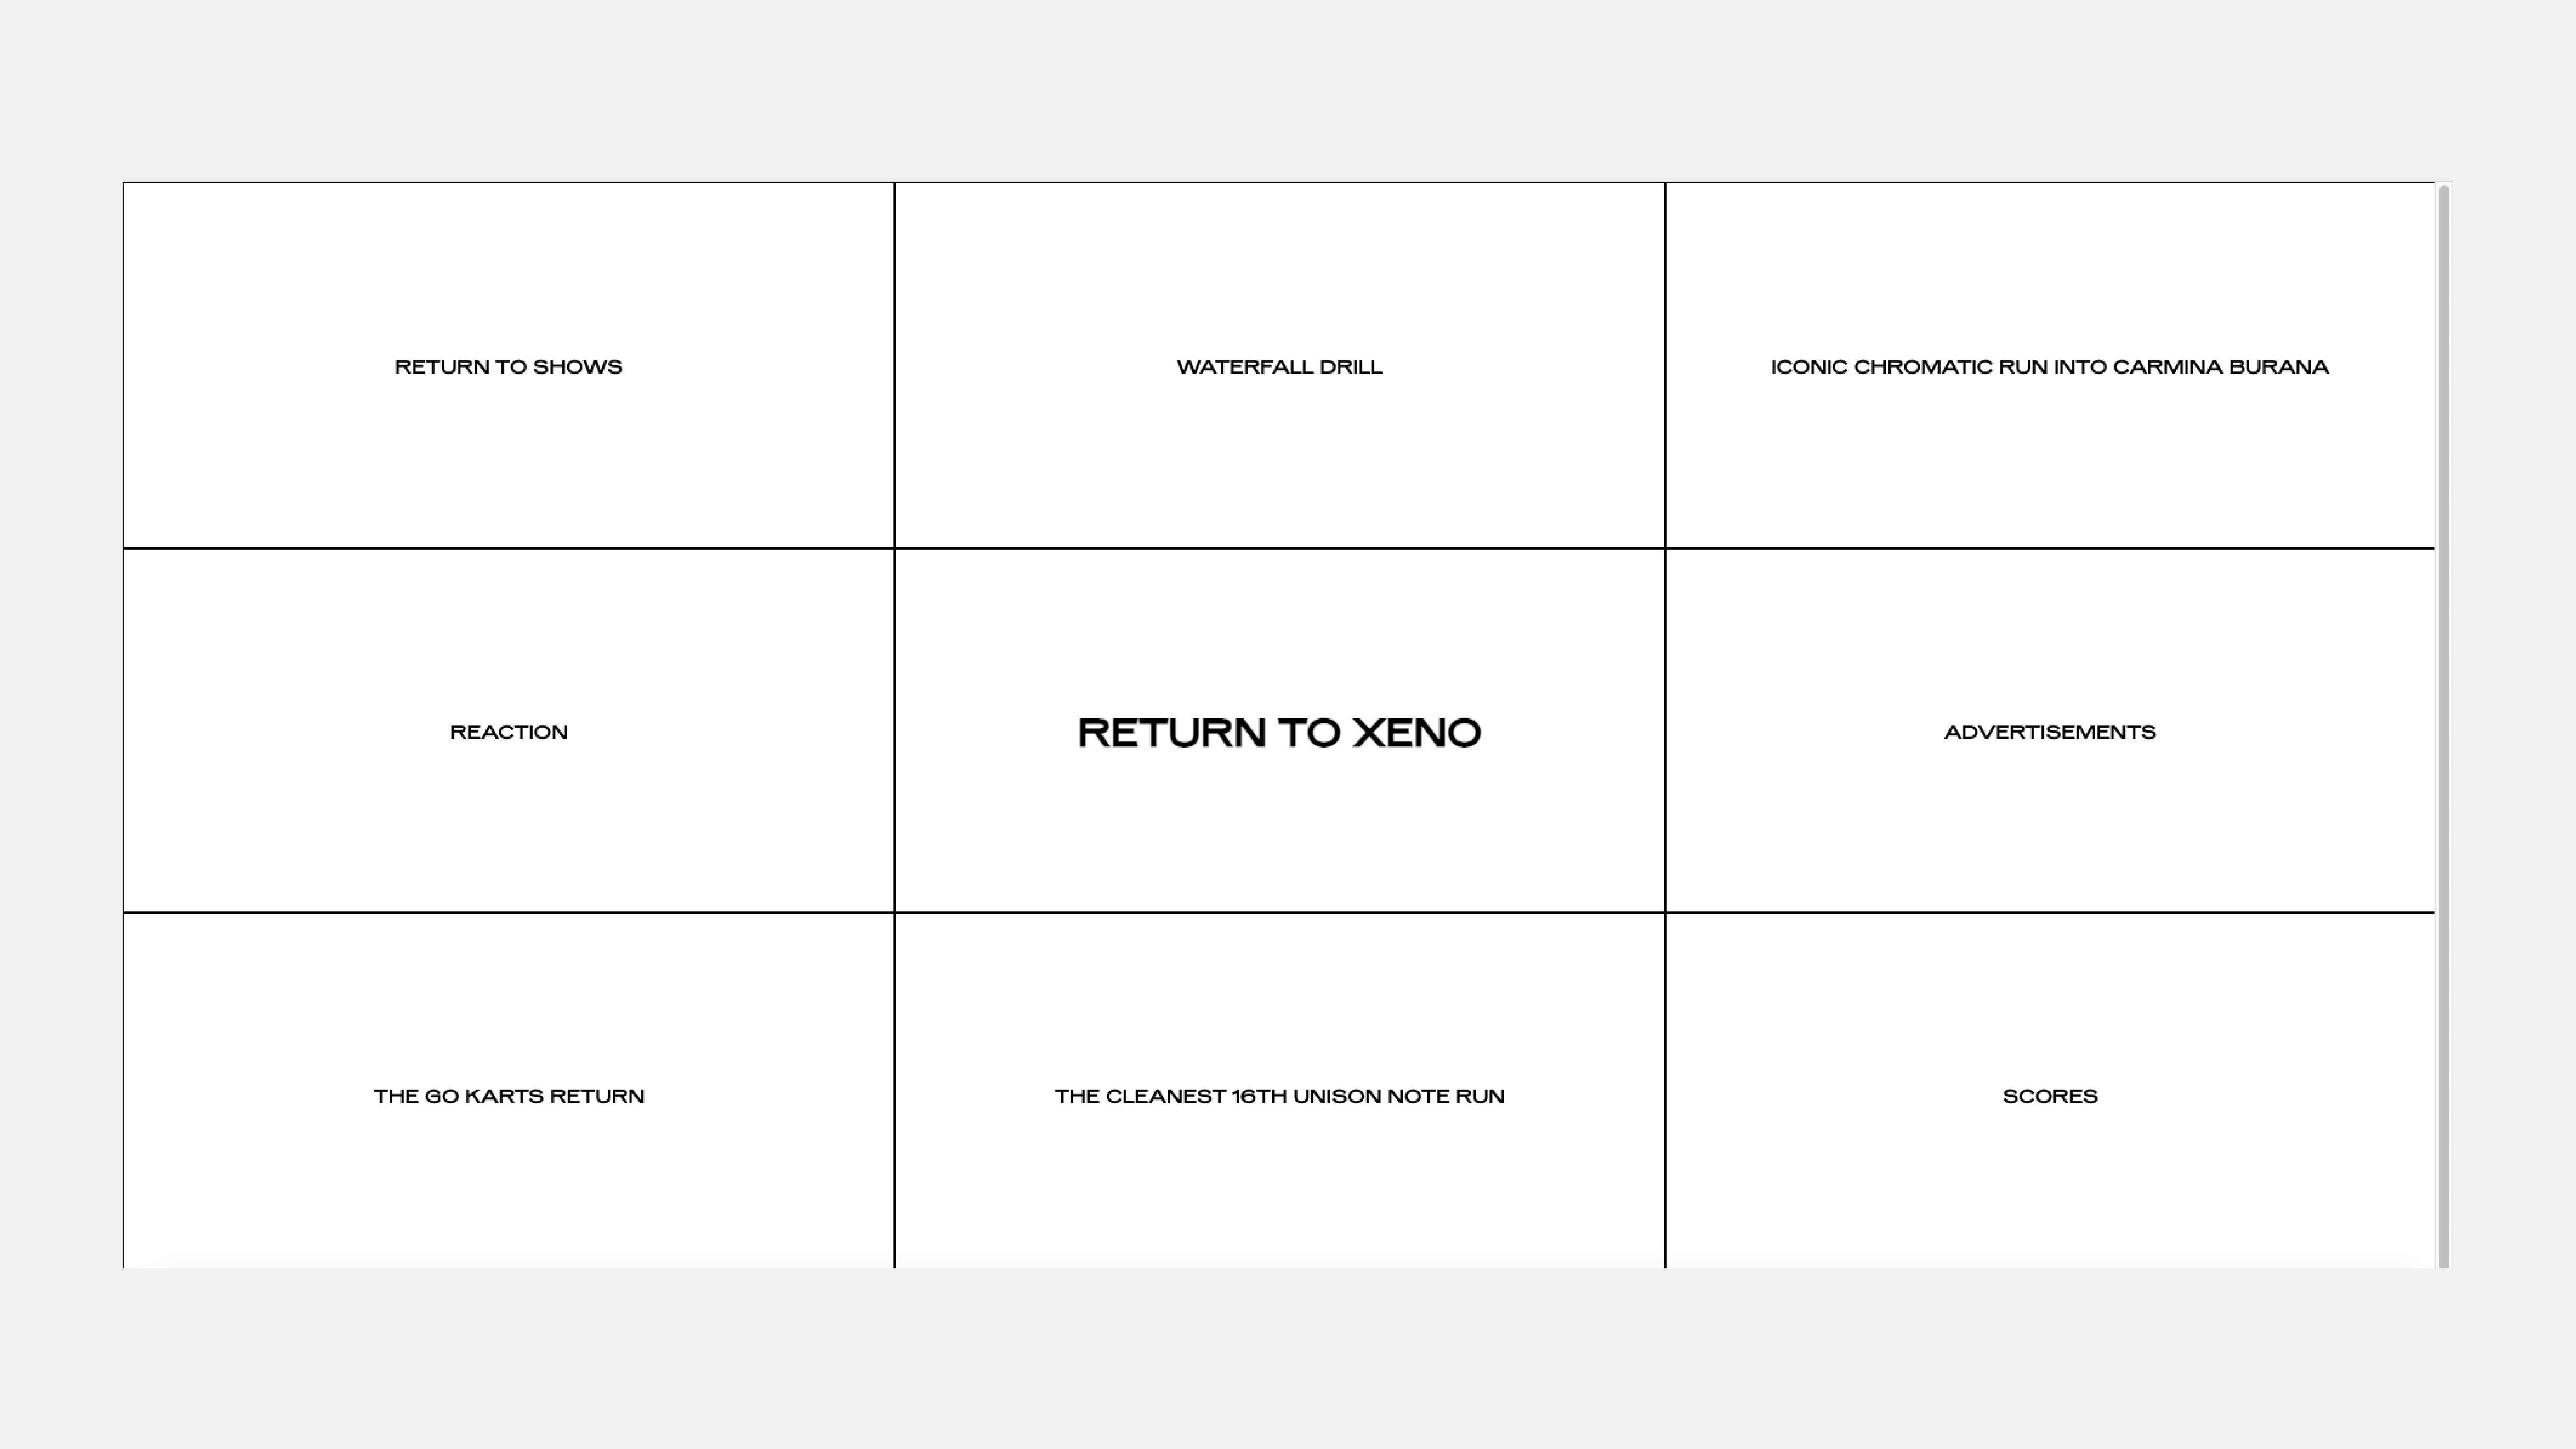 RETURN TO SHOWS
WATERFALL DRILL
ICONIC CHROMATIC RUN INTO CARMINA BURANA
REACTION
RETURN TO XENO
ADVERTISEMENTS
THE GO KARTS RETURN
THE CLEANEST 16TH UNISON NOTE RUN
SCORES